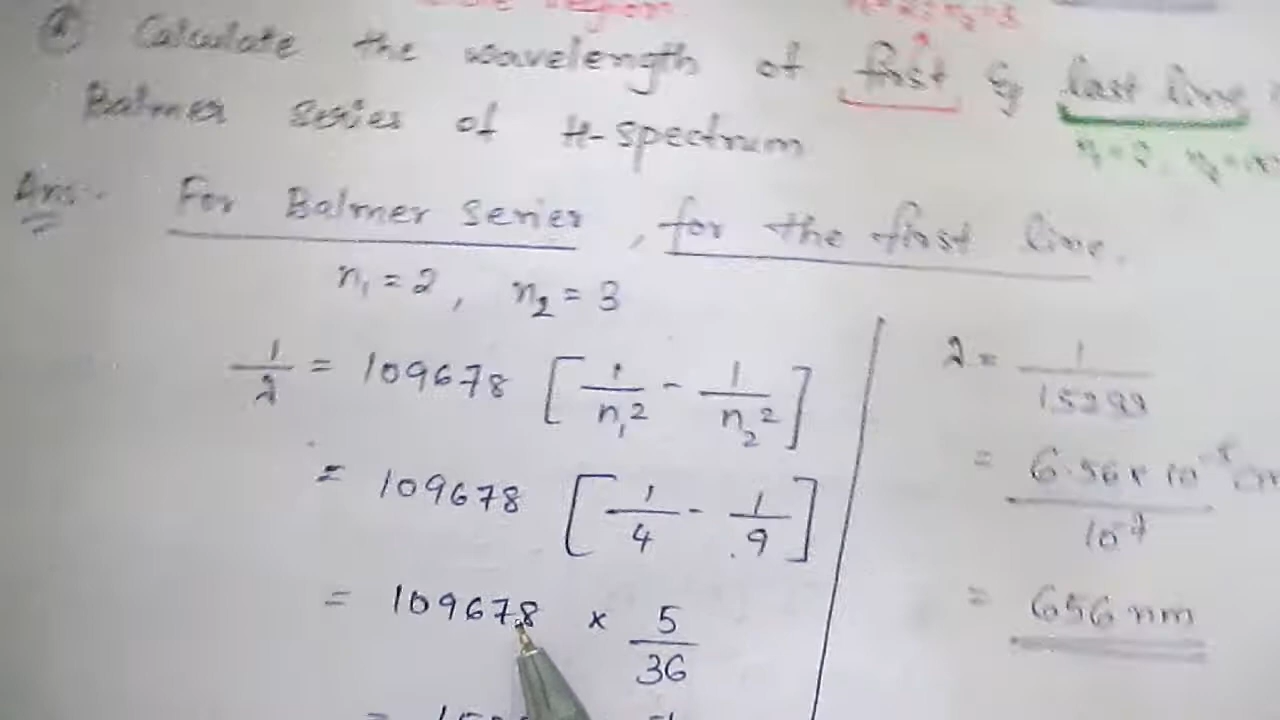 Calculate the wavelength of first & last line
Balmer series of H-spectrum
Ans:- For Balmer series, for the first line.
n₁ = 2, n₂ = 3
1/λ = 109678 [1/n₁² - 1/n₂²]
= 109678 [1/4 - 1/9]
= 109678 × 5/36
λ = 1/15233
= 6.56 × 10⁻⁵ cm / 10⁻⁷
= 656 nm